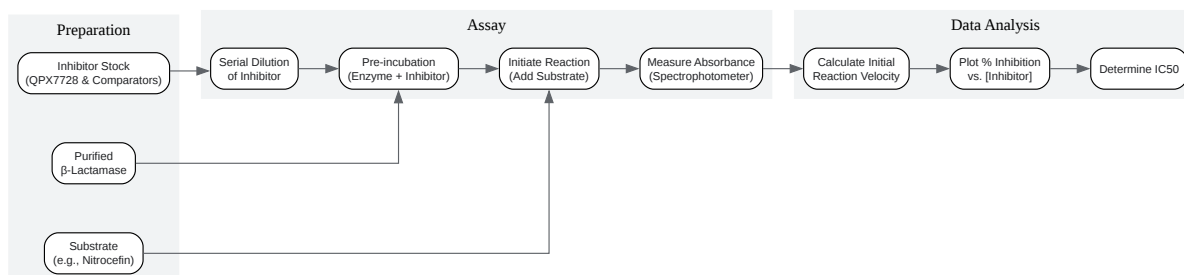 Preparation
Inhibitor Stock
(QPX7728 & Comparators)
Purified
β-Lactamase
Substrate
(e.g., Nitrocefin)
Assay
Serial Dilution
of Inhibitor
Pre-incubation
(Enzyme + Inhibitor)
Initiate Reaction
(Add Substrate)
Measure Absorbance
(Spectrophotometer)
Data Analysis
Calculate Initial
Reaction Velocity
Plot % Inhibition
vs. [Inhibitor]
Determine IC50